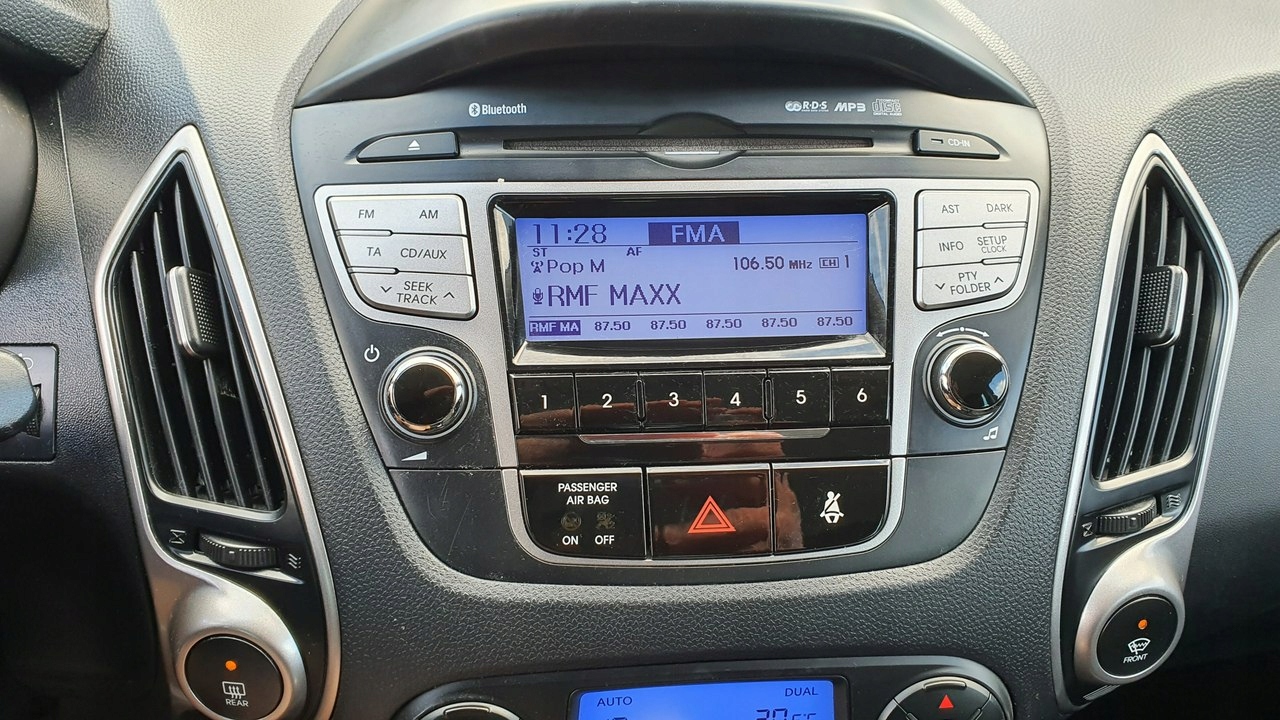 Bluetooth
R·D·S MP3 disc
DIGITAL AUDIO
CD-IN
FM AM
TA CD/AUX
SEEK
TRACK
11:28 FMA
ST AF
Pop M 106.50 MHz CH 1
RMF MAXX
RMF MA 87.50 87.50 87.50 87.50 87.50
AST DARK
INFO SETUP
CLOCK
PTY
FOLDER
1 2 3 4 5 6
PASSENGER
AIR BAG
ON OFF
REAR
FRONT
AUTO DUAL